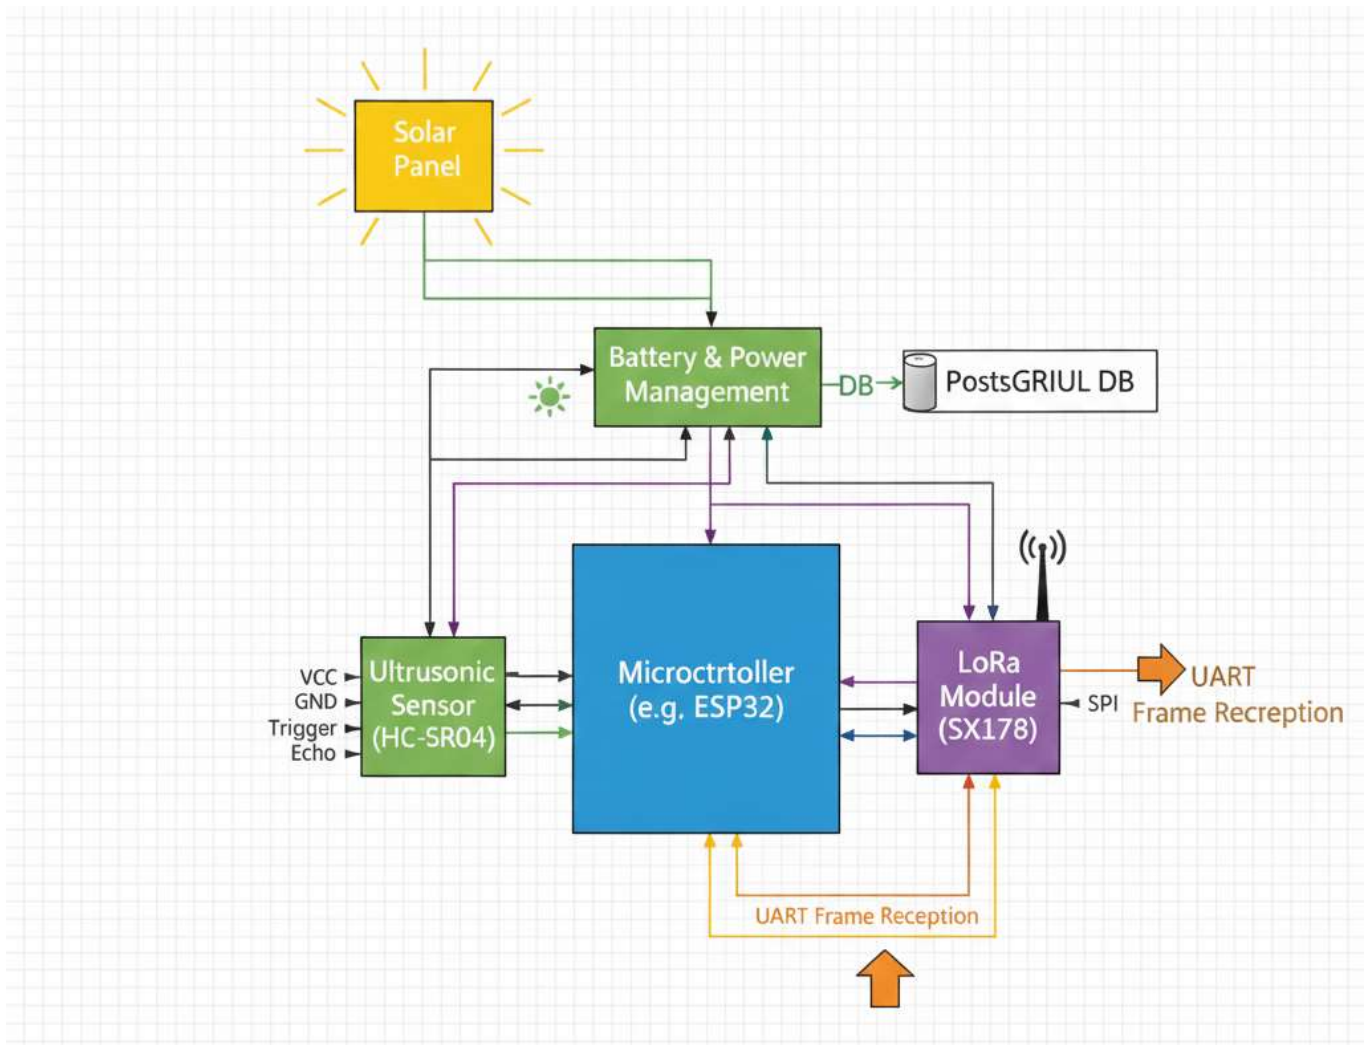 Solar
Panel
Battery & Power
Management
DB
PostsGRIUL DB
VCC
GND
Trigger
Echo
Ultrusonic
Sensor
(HC-SR04)
Microctrtoller
(e.g, ESP32)
LoRa
Module
(SX178)
SPI
UART
Frame Recreption
UART Frame Reception